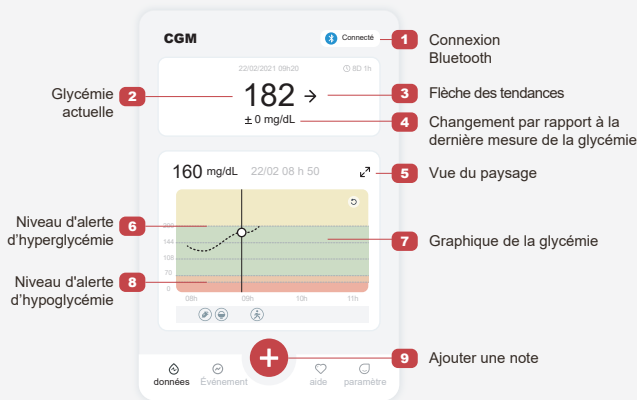 CGM
Connecté
1
Connexion
Bluetooth
22/02/2021 09h20
8D 1h
Glycémie
actuelle
2
182
3
Flèche des tendances
± 0 mg/dL
4
Changement par rapport à la
dernière mesure de la glycémie
160 mg/dL
22/02 08 h 50
5
Vue du paysage
Niveau d'alerte
d'hyperglycémie
6
200
144
108
70
0
7
Graphique de la glycémie
Niveau d'alerte
d'hypoglycémie
8
08h
09h
10h
11h
9
Ajouter une note
données
Événement
aide
paramètre